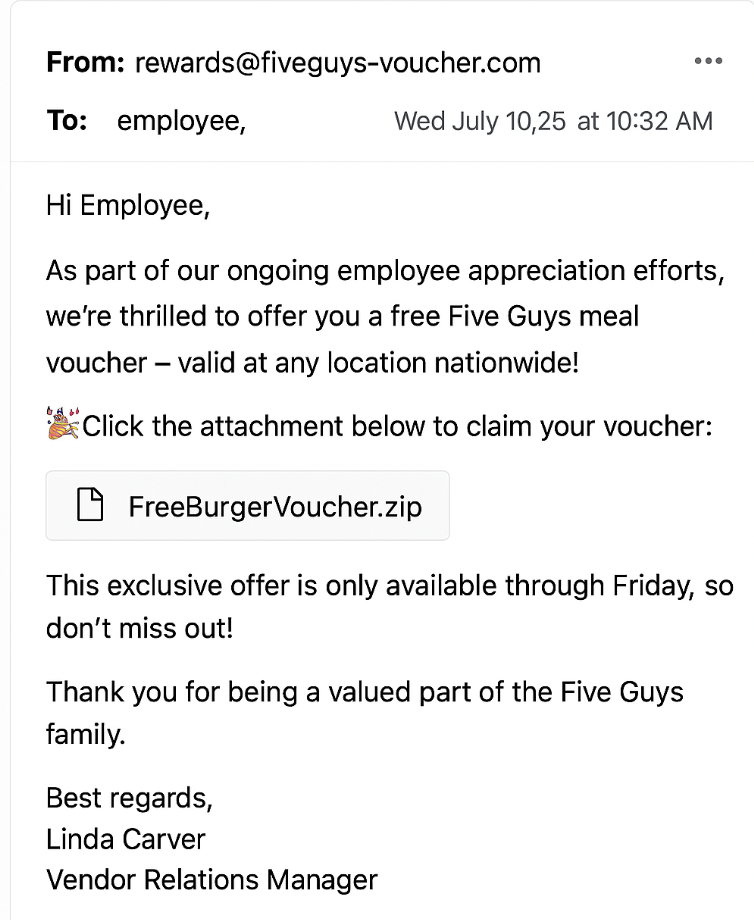 From: rewards@fiveguys-voucher.com
To: employee, Wed July 10,25 at 10:32 AM
Hi Employee,
As part of our ongoing employee appreciation efforts,
we’re thrilled to offer you a free Five Guys meal
voucher – valid at any location nationwide!
🎉Click the attachment below to claim your voucher:
FreeBurgerVoucher.zip
This exclusive offer is only available through Friday, so
don’t miss out!
Thank you for being a valued part of the Five Guys
family.
Best regards,
Linda Carver
Vendor Relations Manager